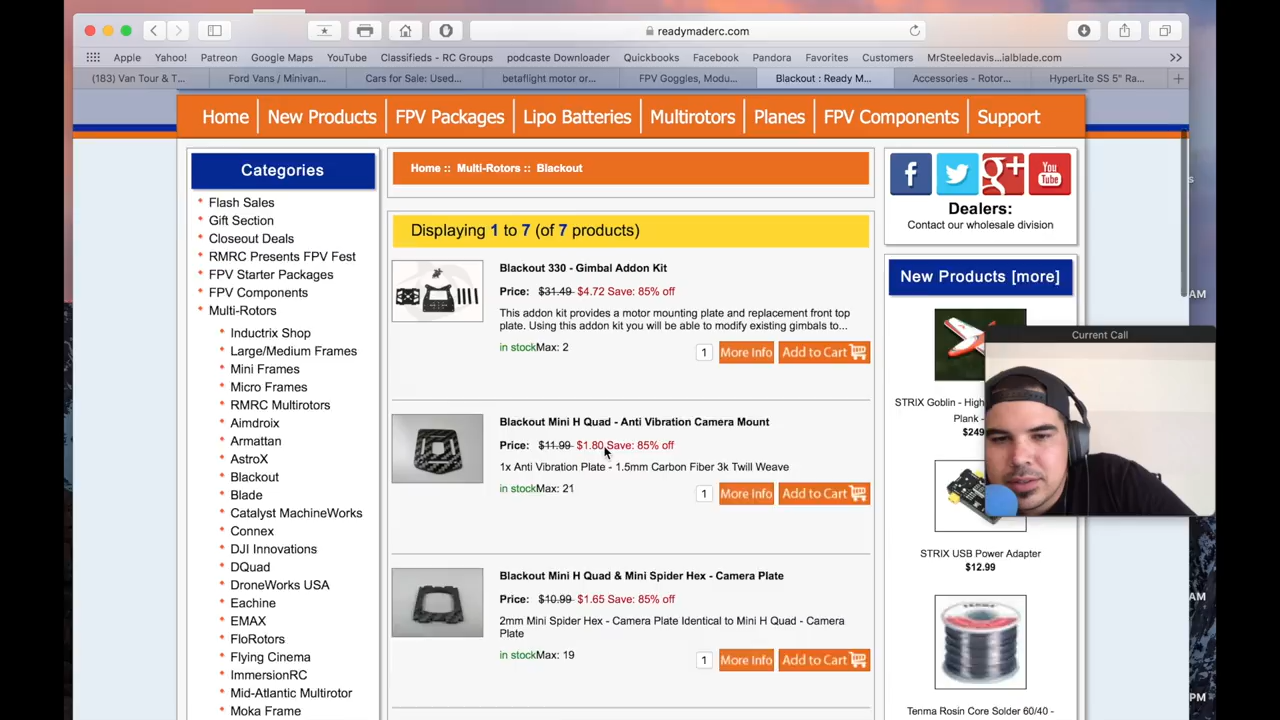 readymaderc.com
Apple Yahoo! Patreon Google Maps YouTube Classifieds - RC Groups podcaste Downloader Quickbooks Facebook Pandora Favorites Customers MrSteeledavis...ialblade.com
(183) Van Tour & T... Ford Vans / Minivan... Cars for Sale: Used... betaflight motor or... FPV Goggles, Modu... Blackout : Ready M... Accessories - Rotor... HyperLite SS 5" Ra...
Home New Products FPV Packages Lipo Batteries Multirotors Planes FPV Components Support
Categories
Flash Sales
Gift Section
Closeout Deals
RMRC Presents FPV Fest
FPV Starter Packages
FPV Components
Multi-Rotors
Inductrix Shop
Large/Medium Frames
Mini Frames
Micro Frames
RMRC Multirotors
Aimdroix
Armattan
AstroX
Blackout
Blade
Catalyst MachineWorks
Connex
DJI Innovations
DQuad
DroneWorks USA
Eachine
EMAX
FloRotors
Flying Cinema
ImmersionRC
Mid-Atlantic Multirotor
Moka Frame
Home :: Multi-Rotors :: Blackout
Displaying 1 to 7 (of 7 products)
Blackout 330 - Gimbal Addon Kit
Price: $31.49 $4.72 Save: 85% off
This addon kit provides a motor mounting plate and replacement front top
plate. Using this addon kit you will be able to modify existing gimbals to...
in stockMax: 2
1 More Info Add to Cart
Blackout Mini H Quad - Anti Vibration Camera Mount
Price: $11.99 $1.80 Save: 85% off
1x Anti Vibration Plate - 1.5mm Carbon Fiber 3k Twill Weave
in stockMax: 21
1 More Info Add to Cart
Blackout Mini H Quad & Mini Spider Hex - Camera Plate
Price: $10.99 $1.65 Save: 85% off
2mm Mini Spider Hex - Camera Plate Identical to Mini H Quad - Camera
Plate
in stockMax: 19
1 More Info Add to Cart
f g+ You
Tube
Dealers:
Contact our wholesale division
New Products [more]
STRIX Goblin - High
Plank -
$249
STRIX USB Power Adapter
$12.99
Tenma Rosin Core Solder 60/40 -
Current Call
s
AM
AM
PM